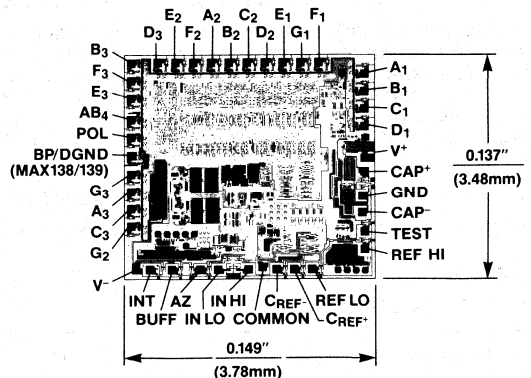 D3 E2 F2 A2 B2 C2 D2 E1 G1 F1
B3
F3
E3
AB4
POL
BP/DGND
(MAX138/139)
G3
A3
C3
G2
V−
A1
B1
C1
D1
V+
CAP+
GND
CAP−
TEST
REF HI
0.137"
(3.48mm)
INT AZ IN HI CREF− REF LO
BUFF IN LO COMMON CREF+
0.149"
(3.78mm)